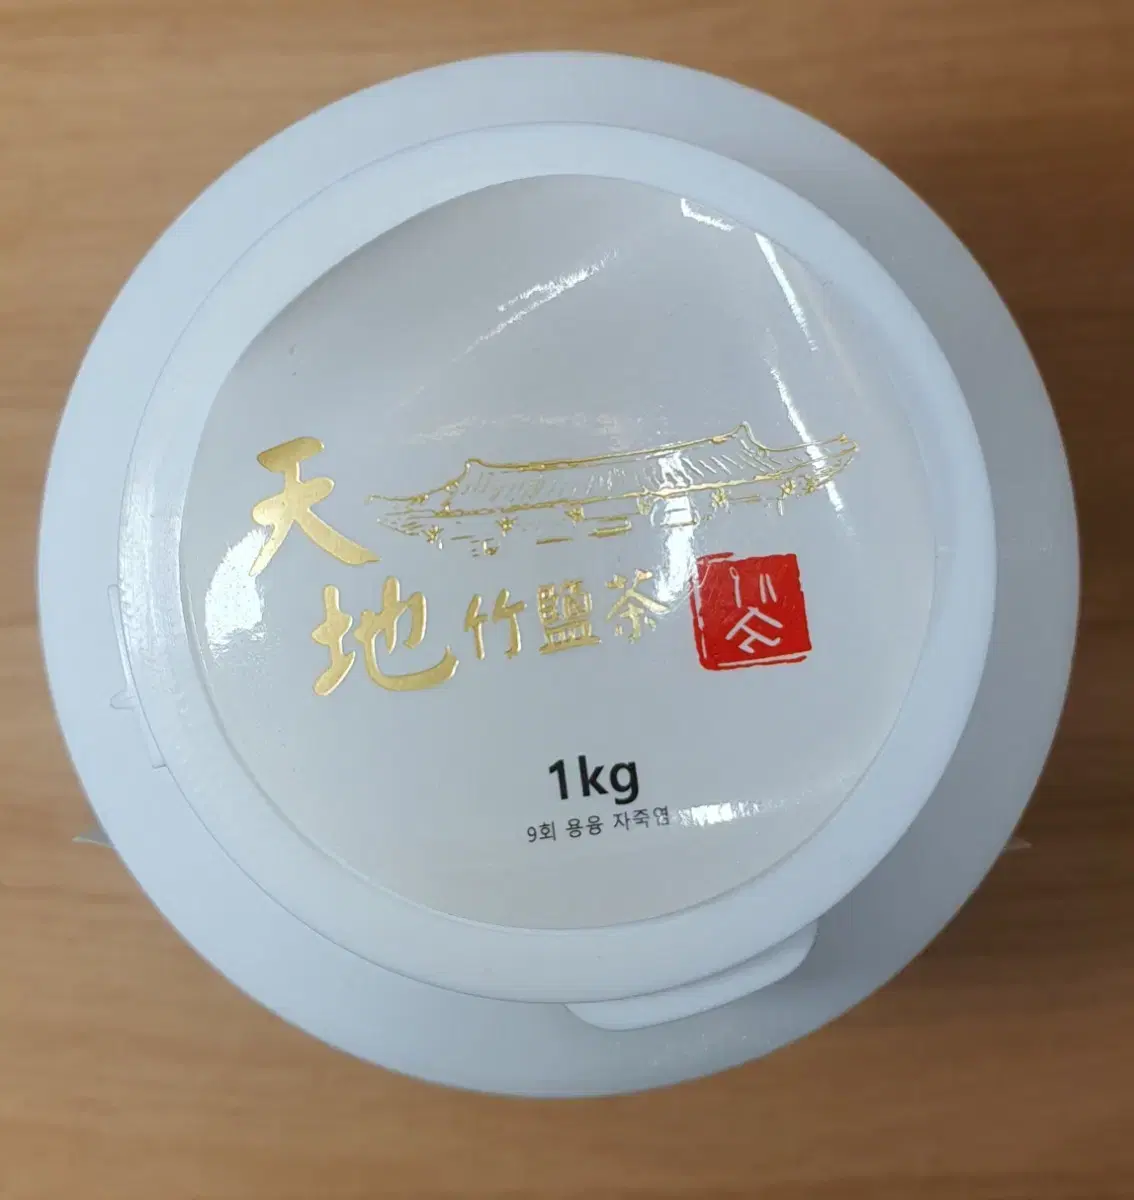 天
地 竹鹽茶
1kg
9회 용융 자죽염